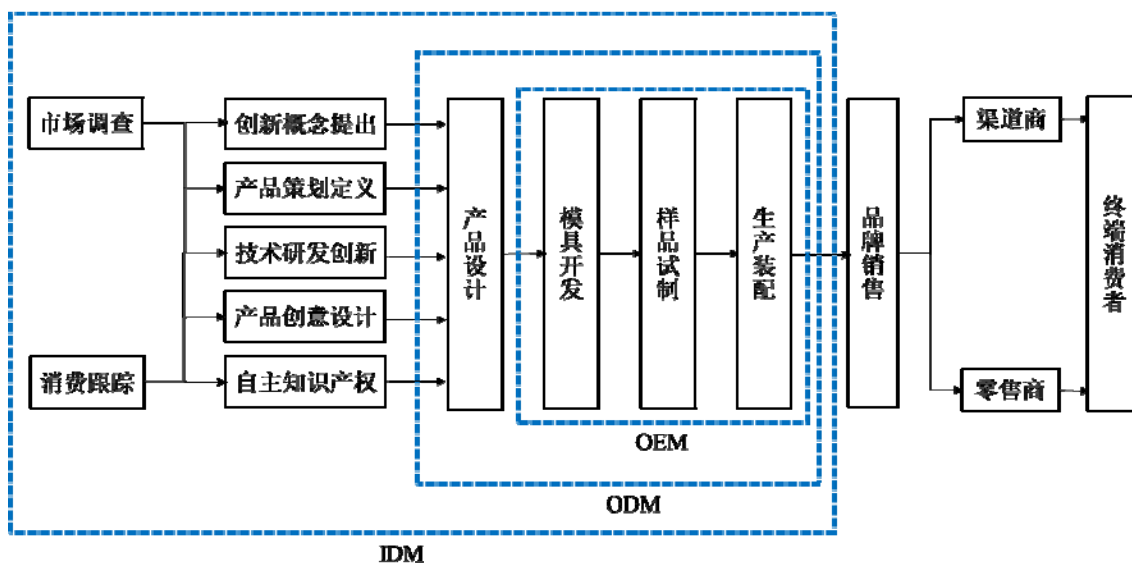 市场调查
消费跟踪
创新概念提出
产品策划定义
技术研发创新
产品创意设计
自主知识产权
产品设计
模具开发
样品试制
生产装配
品牌销售
渠道商
零售商
终端消费者
OEM
ODM
IDM